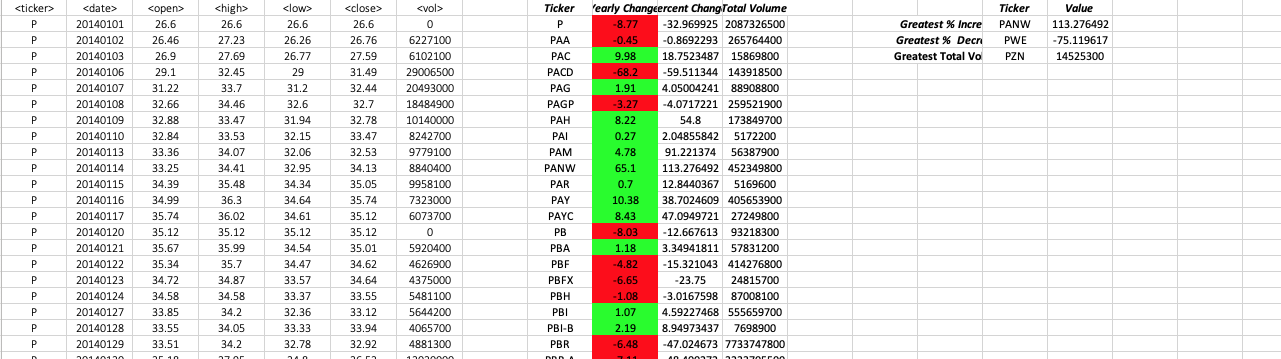 <ticker> <date> <open> <high> <low> <close> <vol> Ticker Yearly Change ercent Chang Total Volume Ticker Value
P 20140101 26.6 26.6 26.6 26.6 0 P -8.77 -32.969925 2087326500 Greatest % Incre PANW 113.276492
P 20140102 26.46 27.23 26.26 26.76 6227100 PAA -0.45 -0.8692293 265764400 Greatest % Decr PWE -75.119617
P 20140103 26.9 27.69 26.77 27.59 6102100 PAC 9.98 18.7523487 15869800 Greatest Total Vo PZN 14525300
P 20140106 29.1 32.45 29 31.49 29006500 PACD -68.2 -59.511344 143918500
P 20140107 31.22 33.7 31.2 32.44 20493000 PAG 1.91 4.05004241 88908800
P 20140108 32.66 34.46 32.6 32.7 18484900 PAGP -3.27 -4.0717221 259521900
P 20140109 32.88 33.47 31.94 32.78 10140000 PAH 8.22 54.8 173849700
P 20140110 32.84 33.53 32.15 33.47 8242700 PAI 0.27 2.04855842 5172200
P 20140113 33.36 34.07 32.06 32.53 9779100 PAM 4.78 91.221374 56387900
P 20140114 33.25 34.41 32.95 34.13 8840400 PANW 65.1 113.276492 452349800
P 20140115 34.39 35.48 34.34 35.05 9958100 PAR 0.7 12.8440367 5169600
P 20140116 34.99 36.3 34.64 35.74 7323000 PAY 10.38 38.7024609 405653900
P 20140117 35.74 36.02 34.61 35.12 6073700 PAYC 8.43 47.0949721 27249800
P 20140120 35.12 35.12 35.12 35.12 0 PB -8.03 -12.667613 93218300
P 20140121 35.67 35.99 34.54 35.01 5920400 PBA 1.18 3.34941811 57831200
P 20140122 35.34 35.7 34.47 34.62 4626900 PBF -4.82 -15.321043 414276800
P 20140123 34.72 34.87 33.57 34.64 4375000 PBFX -6.65 -23.75 24815700
P 20140124 34.58 34.58 33.37 33.55 5481100 PBH -1.08 -3.0167598 87008100
P 20140127 33.85 34.2 32.36 33.12 5644200 PBI 1.07 4.59227468 555659700
P 20140128 33.55 34.05 33.33 33.94 4065700 PBI-B 2.19 8.94973437 7698900
P 20140129 33.51 34.2 32.78 32.92 4881300 PBR -6.48 -47.024673 7733747800